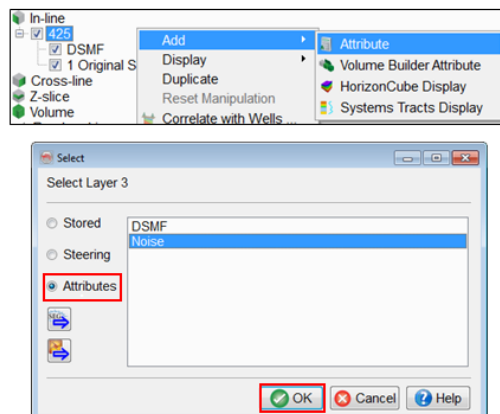 In-line
425
DSMF
1 Original S
Cross-line
Z-slice
Volume
Add
Display
Duplicate
Reset Manipulation
Correlate with Wells ...
Attribute
Volume Builder Attribute
HorizonCube Display
Systems Tracts Display
Select
Select Layer 3
Stored
Steering
Attributes
DSMF
Noise
OK
Cancel
Help